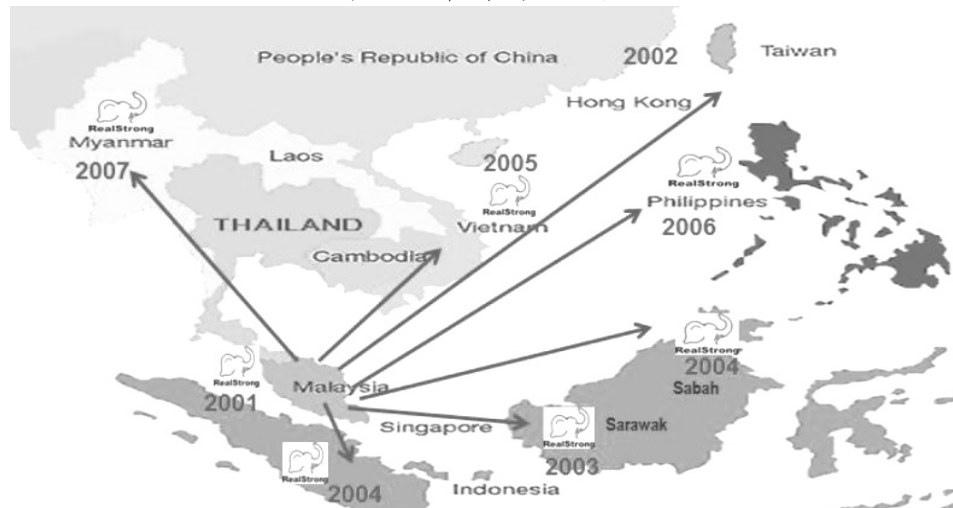 People's Republic of China
2002
Taiwan
Hong Kong
RealStrong
Myanmar
2007
Laos
2005
RealStrong
Philippines
2006
THAILAND
RealStrong
Vietnam
Cambodia
RealStrong
2004
Sabah
RealStrong
2001
Malaysia
Singapore
RealStrong
Sarawak
2003
RealStrong
2004
Indonesia